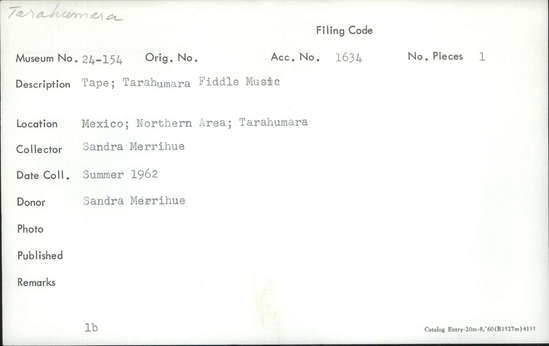 Tarahumara
Filing Code
Museum No. 24-154 Orig. No. Acc. No. 1634 No. Pieces 1
Description Tape; Tarahumara Fiddle Music
Location Mexico; Northern Area; Tarahumara
Collector Sandra Merrihue
Date Coll. Summer 1962
Donor Sandra Merrihue
Photo
Published
Remarks
1b
Catalog Entry-20m-8,'60(B1927m)4191